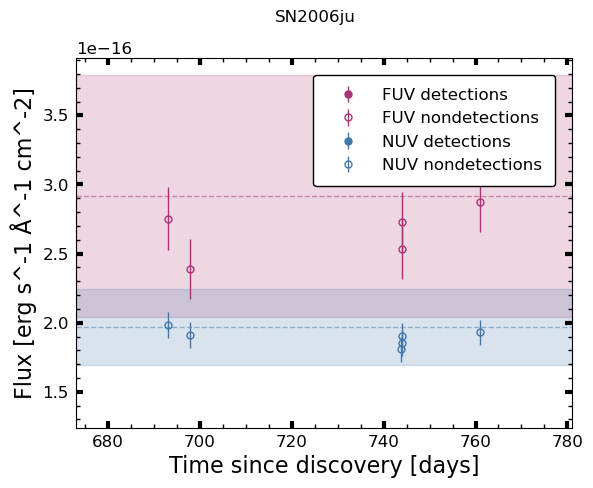 SN2006ju
1e−16
FUV detections
FUV nondetections
NUV detections
NUV nondetections
3.5
3.0
2.5
2.0
1.5
Flux [erg s^-1 Å^-1 cm^-2]
680 700 720 740 760 780
Time since discovery [days]